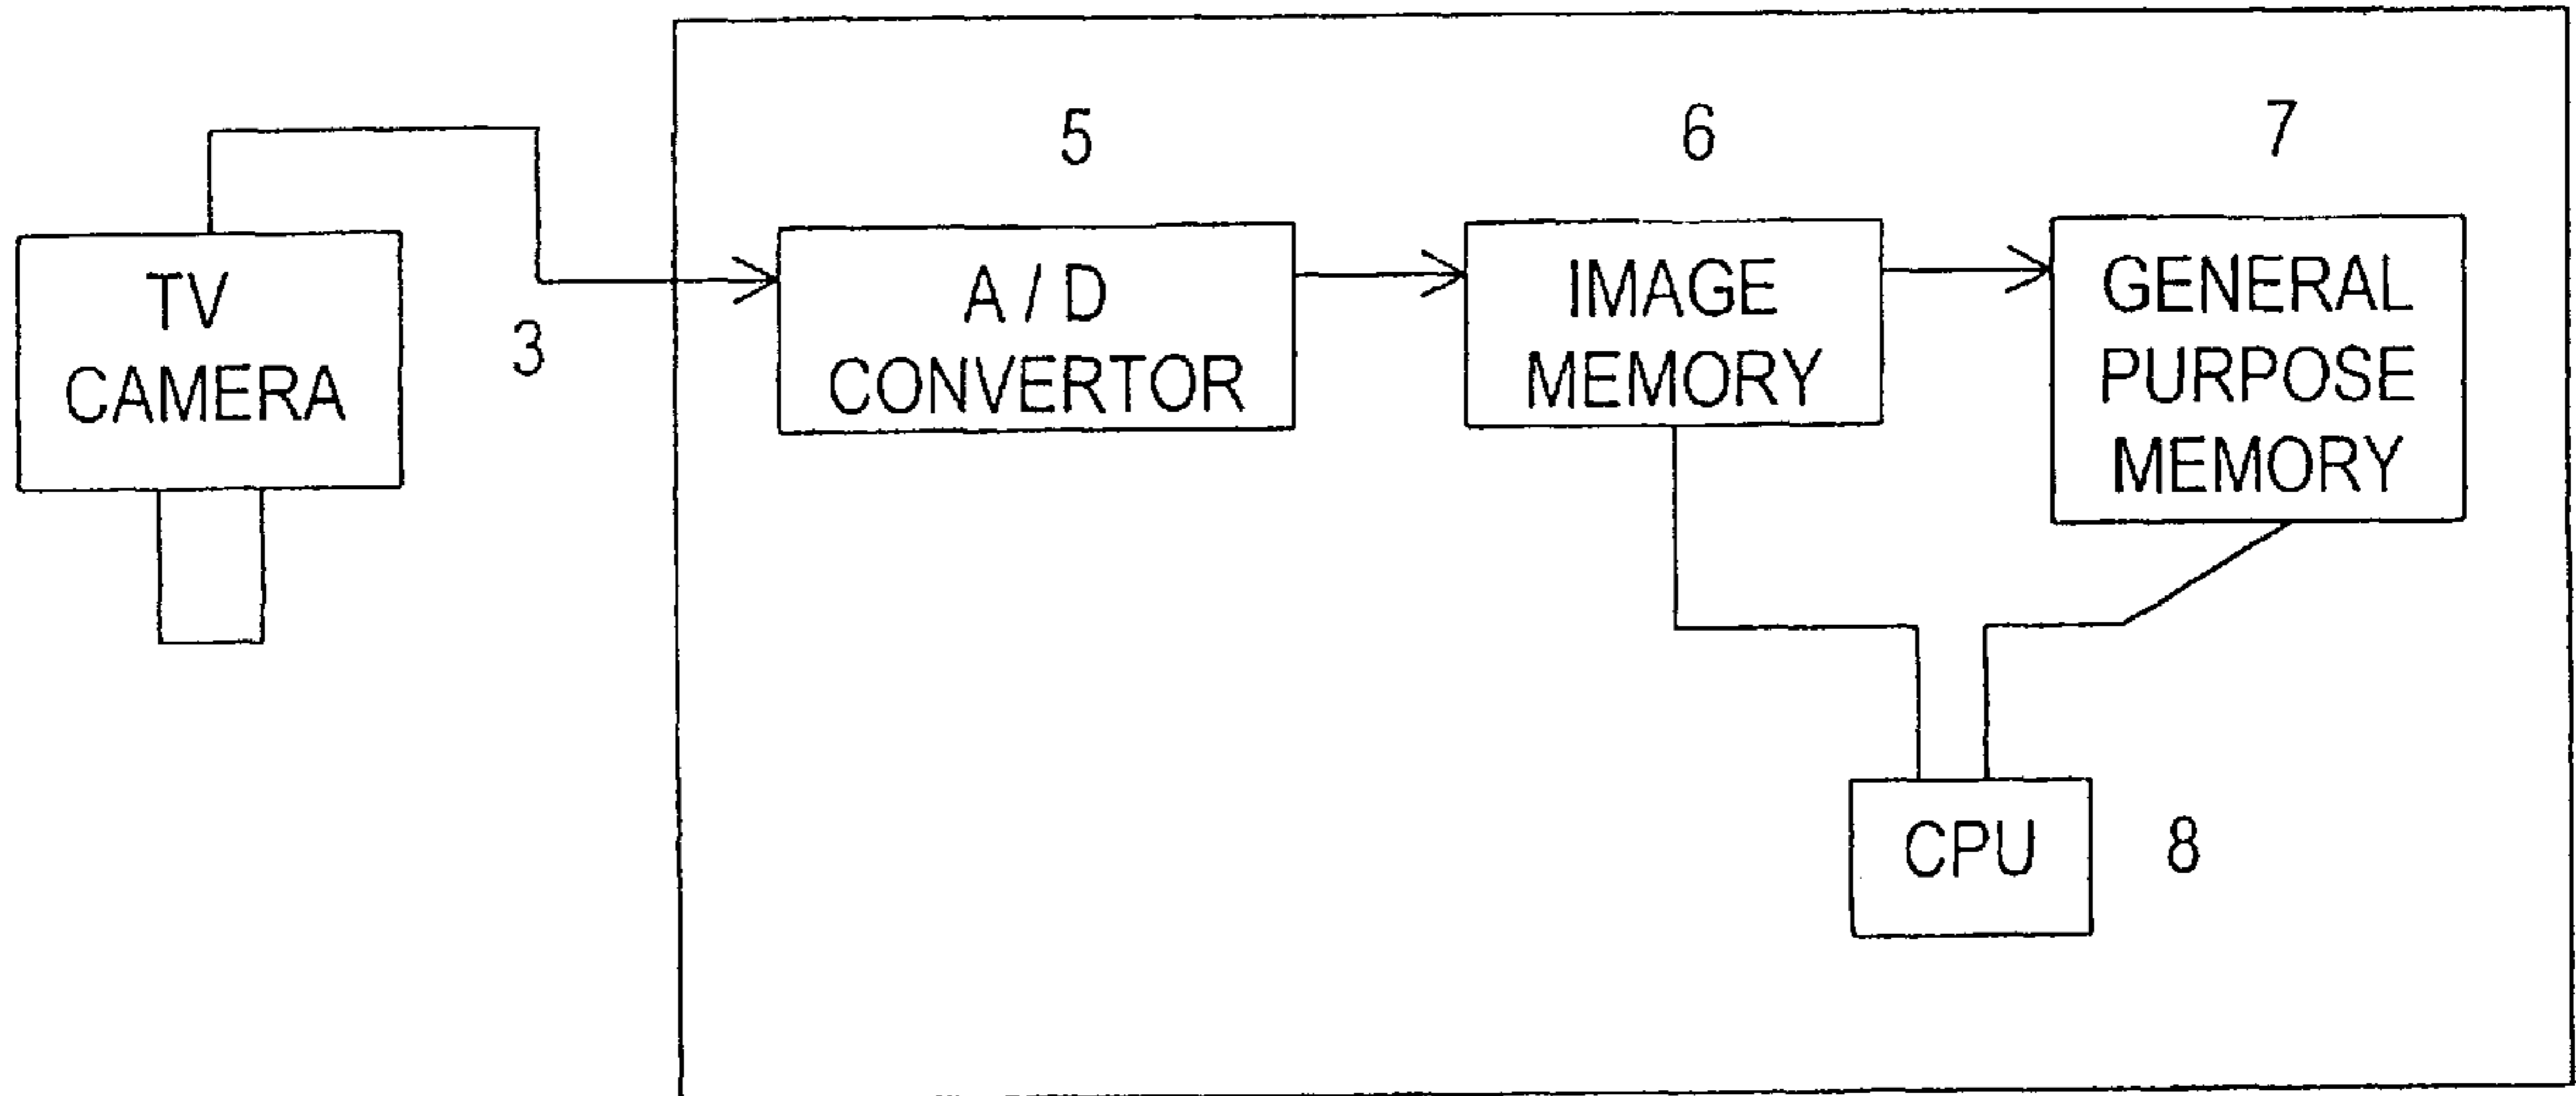 5
6
7
TV
CAMERA
3
A / D
CONVERTOR
IMAGE
MEMORY
GENERAL
PURPOSE
MEMORY
CPU
8